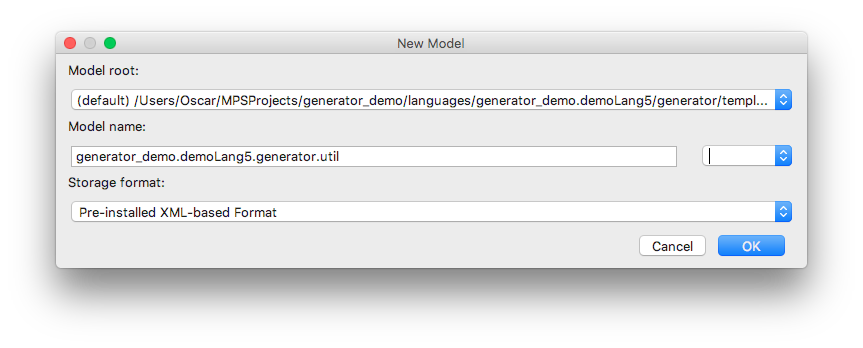 New Model
Model root:
(default) /Users/Oscar/MPSProjects/generator_demo/languages/generator_demo.demoLang5/generator/templ...
Model name:
generator_demo.demoLang5.generator.util
Storage format:
Pre-installed XML-based Format
Cancel OK